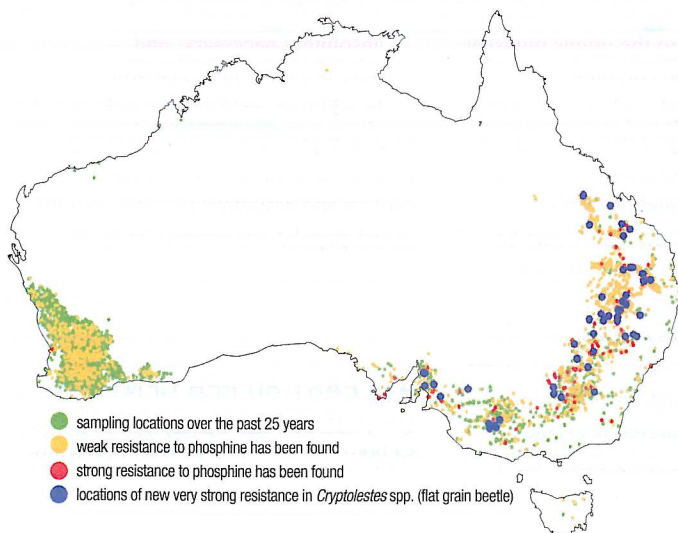 sampling locations over the past 25 years
weak resistance to phosphine has been found
strong resistance to phosphine has been found
locations of new very strong resistance in Cryptolestes spp. (flat grain beetle)